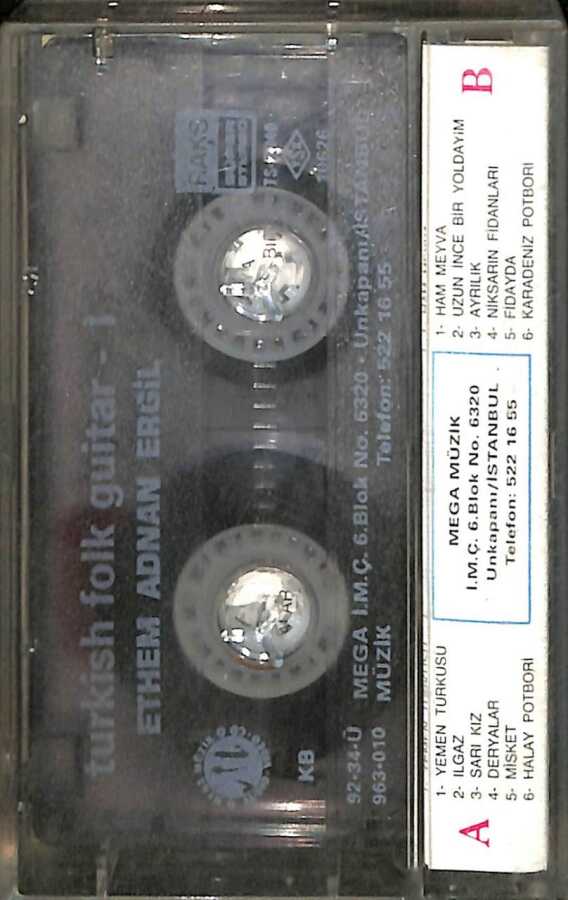 turkish folk guitar - 1
ETHEM ADNAN ERGİL
RAKS
KB
92-34-Ü
963-010
MEGA MÜZİK
İ.M.Ç. 6.Blok No. 6320 - Unkapanı/İSTANBUL
Telefon: 522 16 55
A
1- YEMEN TURKUSU
2- ILGAZ
3- SARI KIZ
4- DERYALAR
5- MİSKET
6- HALAY POTBORİ
MEGA MÜZİK
I.M.Ç. 6.Blok No. 6320
Unkapanı/İSTANBUL
Telefon: 522 16 55
B
1- HAM MEYVA
2- UZUN İNCE BİR YOLDAYIM
3- AYRILIK
4- NİKSARIN FİDANLARI
5- FİDAYDA
6- KARADENİZ POTBORİ